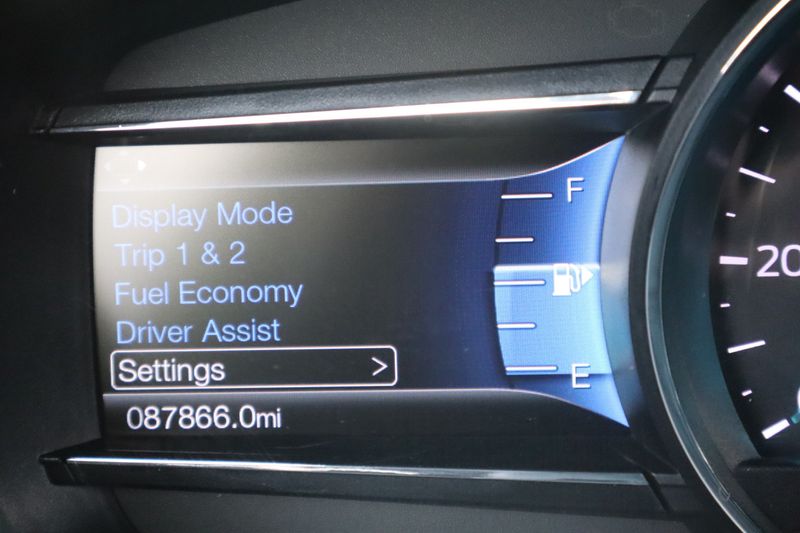 Display Mode
Trip 1 & 2
Fuel Economy
Driver Assist
Settings >
087866.0mi
F
E
20